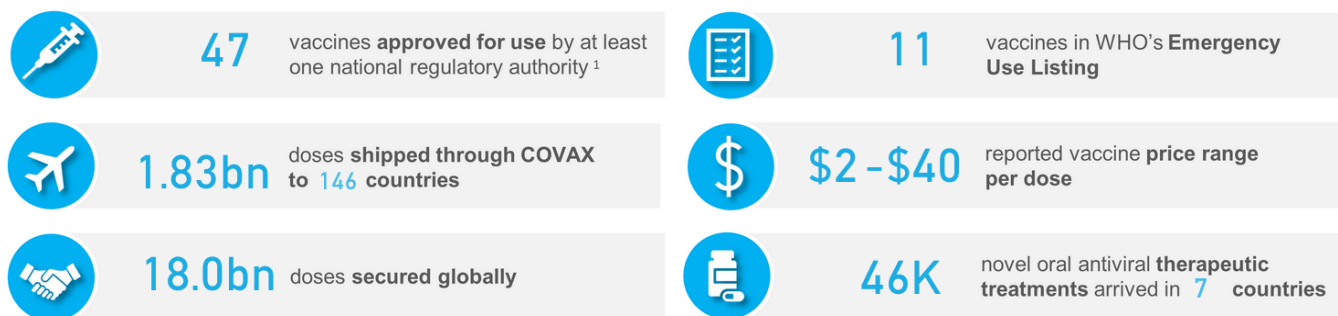 47
vaccines approved for use by at least
one national regulatory authority 1
11
vaccines in WHO's Emergency
Use Listing
1.83bn
doses shipped through COVAX
to 146 countries
$2-$40
reported vaccine price range
per dose
18.0bn
doses secured globally
46K
novel oral antiviral therapeutic
treatments arrived in 7 countries